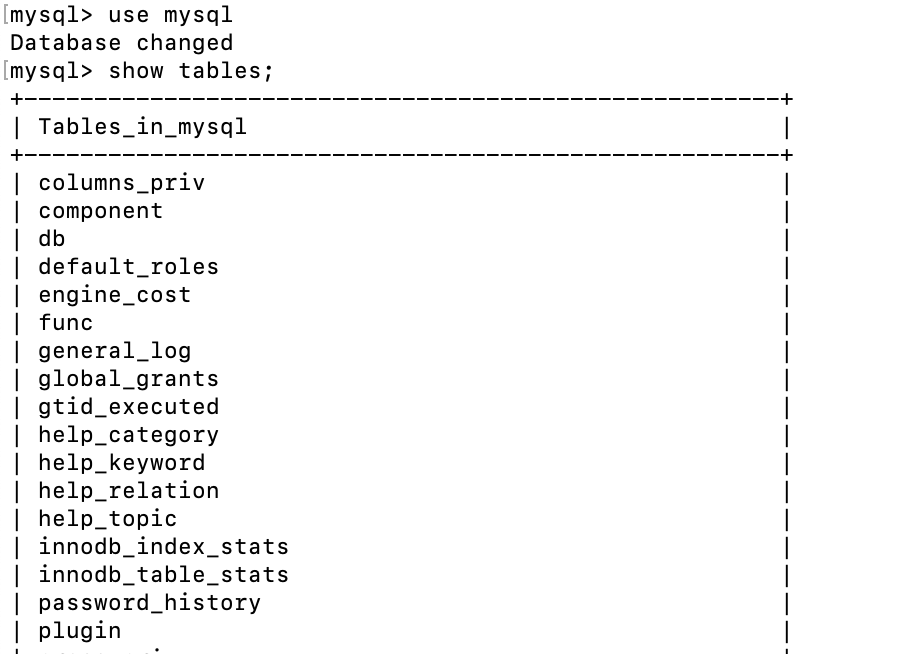 [mysql> use mysql
Database changed
[mysql> show tables;
+------------------------------------------------------+
| Tables_in_mysql                                      |
+------------------------------------------------------+
| columns_priv                                         |
| component                                            |
| db                                                   |
| default_roles                                        |
| engine_cost                                          |
| func                                                 |
| general_log                                          |
| global_grants                                        |
| gtid_executed                                        |
| help_category                                        |
| help_keyword                                         |
| help_relation                                        |
| help_topic                                           |
| innodb_index_stats                                   |
| innodb_table_stats                                   |
| password_history                                     |
| plugin                                               |